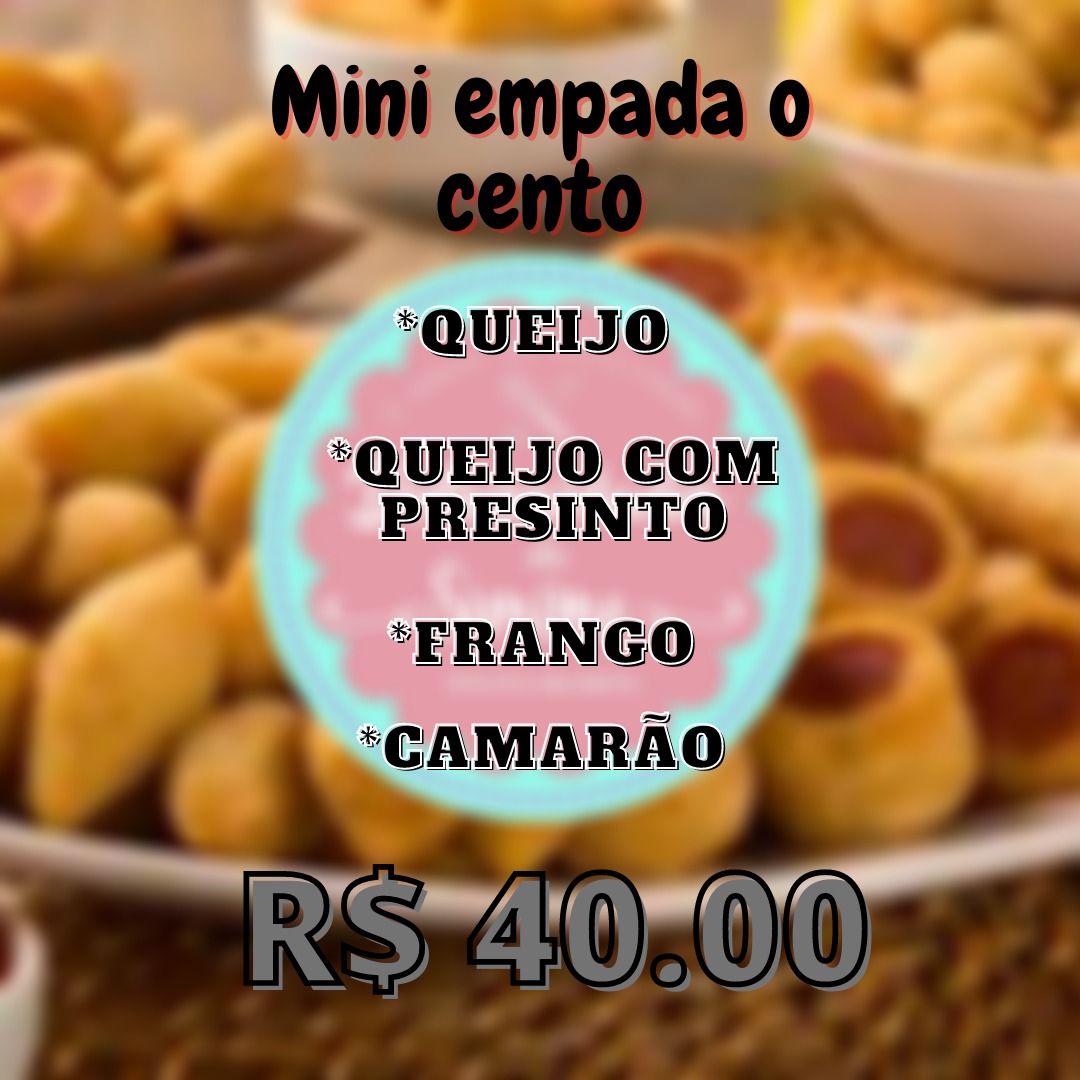 Mini empada o
cento
*QUEIJO
*QUEIJO COM
PRESINTO
*FRANGO
*CAMARÃO
R$ 40.00